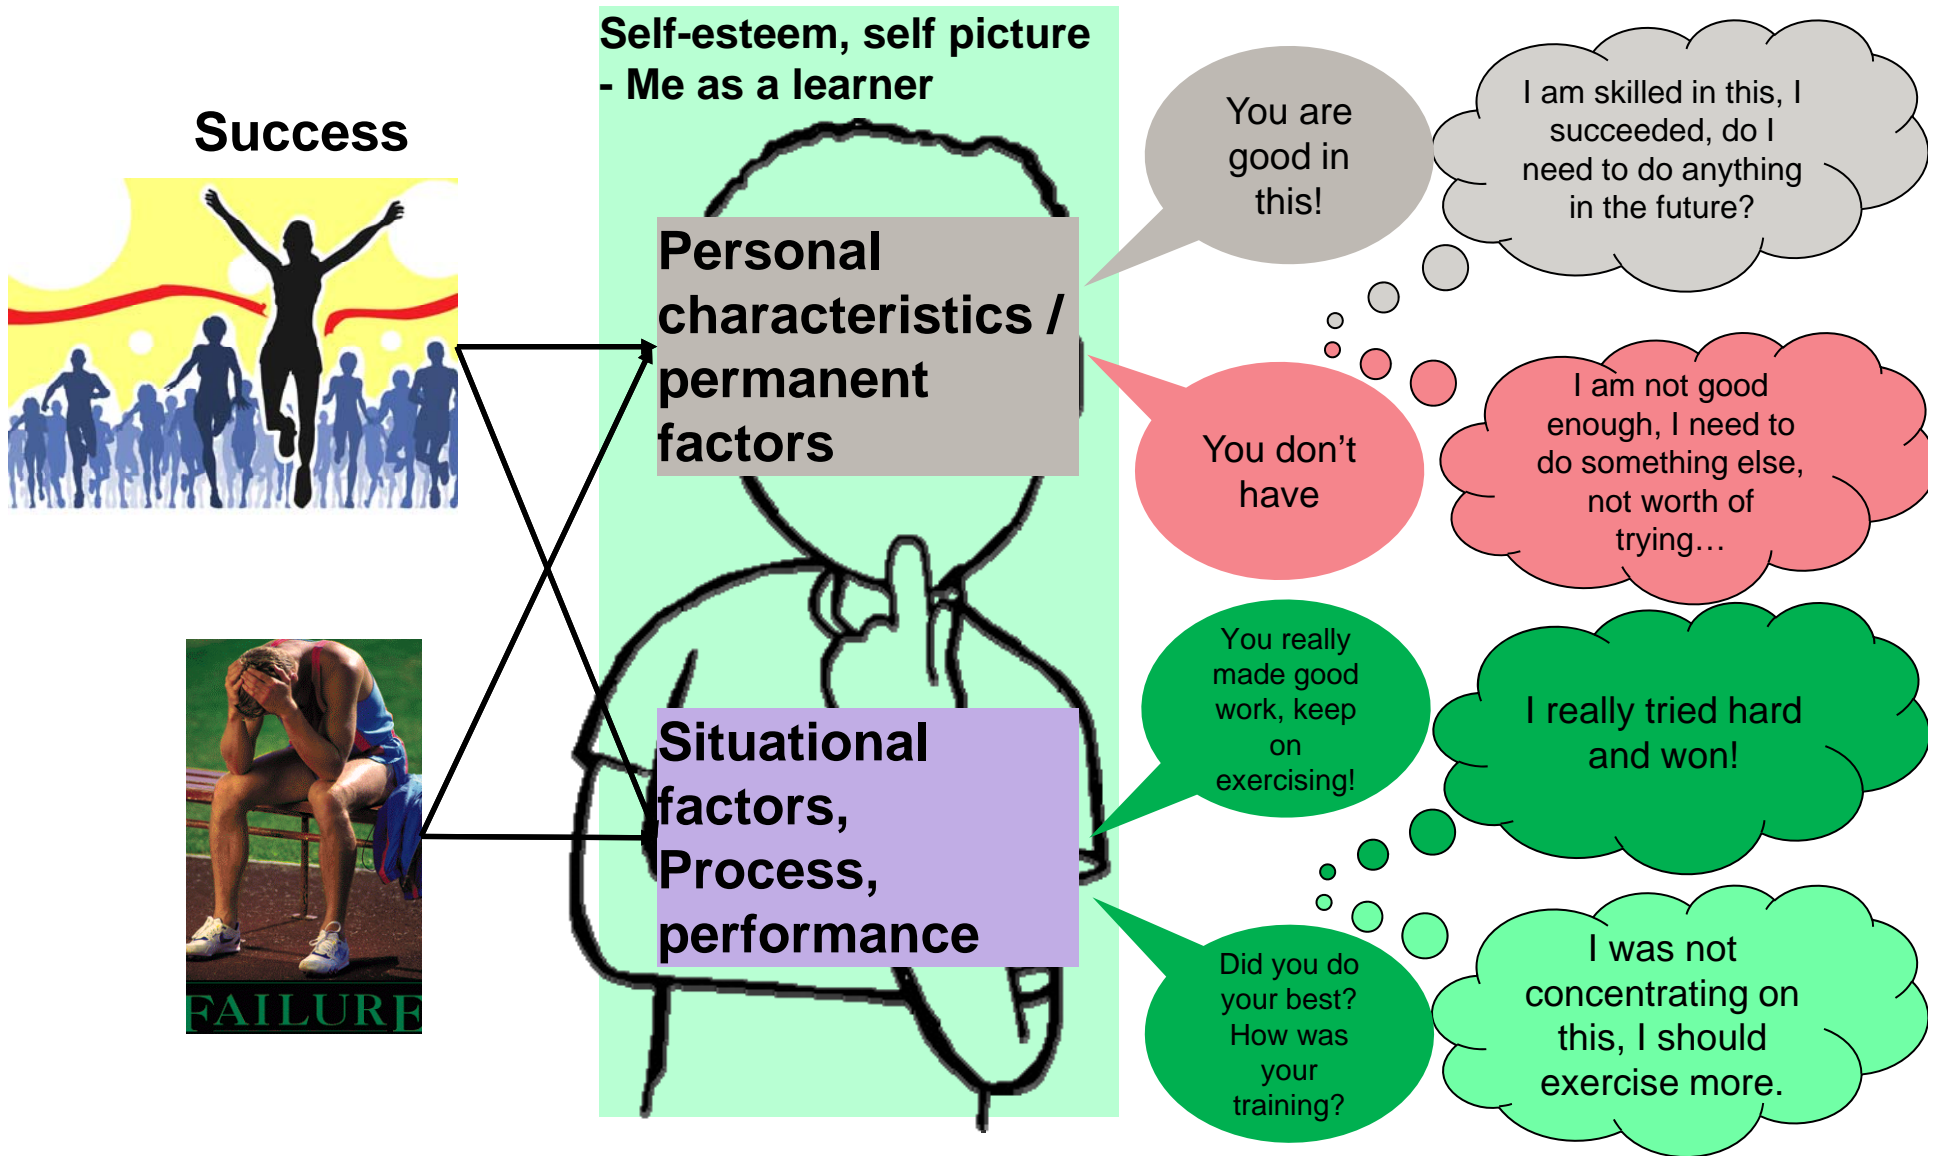 Self-esteem, self picture
- Me as a learner
Success
Personal
characteristics /
permanent
factors
Situational
factors,
Process,
performance
FAILURE
You are
good in
this!
I am skilled in this, I
succeeded, do I
need to do anything
in the future?
You don’t
have
I am not good
enough, I need to
do something else,
not worth of
trying…
You really
made good
work, keep
on
exercising!
I really tried hard
and won!
Did you do
your best?
How was
your
training?
I was not
concentrating on
this, I should
exercise more.